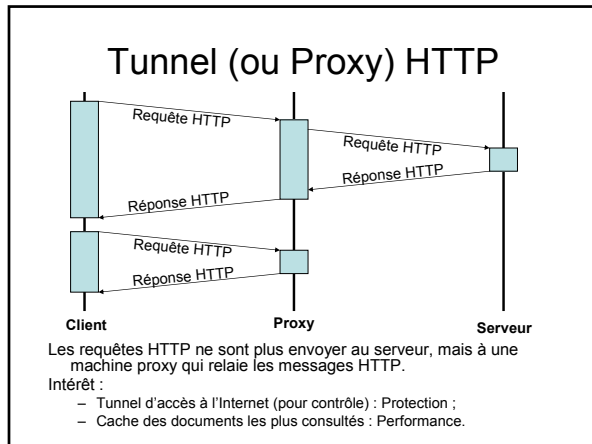 Tunnel (ou Proxy) HTTP
Requête HTTP
Requête HTTP
Réponse HTTP
Réponse HTTP
Requête HTTP
Réponse HTTP
Client
Proxy
Serveur
Les requêtes HTTP ne sont plus envoyer au serveur, mais à une
machine proxy qui relaie les messages HTTP.
Intérêt :
– Tunnel d'accès à l'Internet (pour contrôle) : Protection ;
– Cache des documents les plus consultés : Performance.